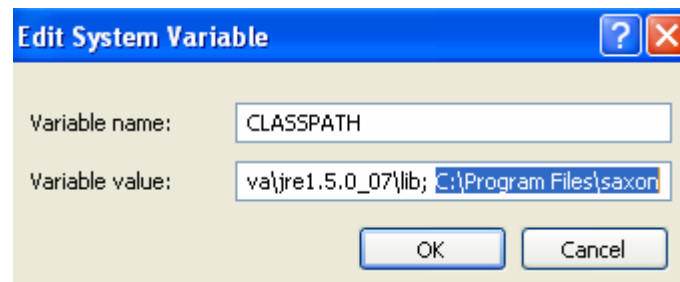 Edit System Variable
Variable name: CLASSPATH
Variable value: va\jre1.5.0_07\lib; C:\Program Files\saxon
OK Cancel